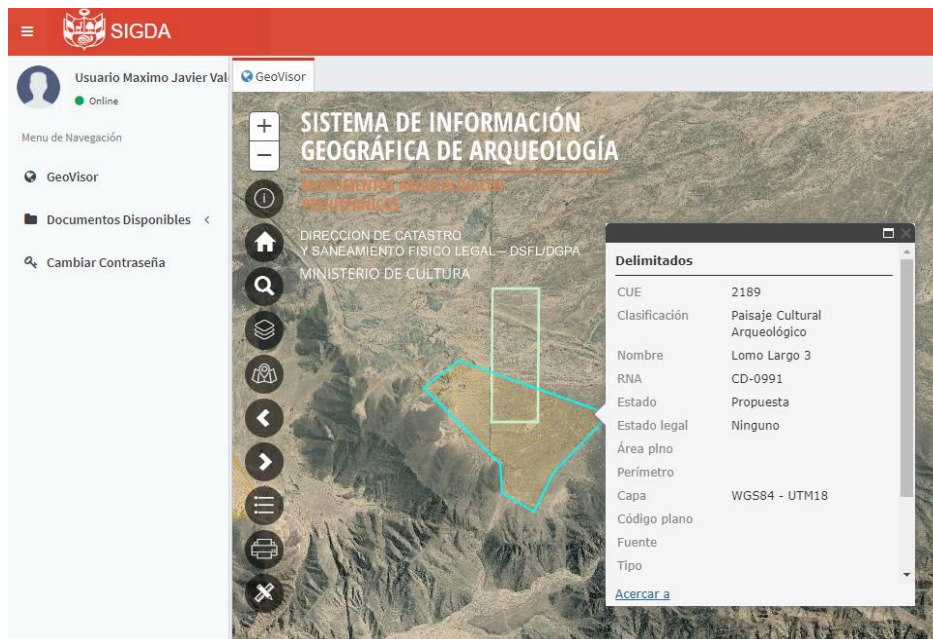 SIGDA
Usuario Maximo Javier Val
Online
Menu de Navegación
GeoVisor
Documentos Disponibles
Cambiar Contraseña
GeoVisor
SISTEMA DE INFORMACIÓN
GEOGRÁFICA DE ARQUEOLOGÍA
MONUMENTOS ARQUEOLÓGICOS
PREHISPÁNICOS
DIRECCION DE CATASTRO
Y SANEAMIENTO FISICO LEGAL – DSFL/DGPA
MINISTERIO DE CULTURA
Delimitados
CUE 2189
Clasificación Paisaje Cultural
Arqueológico
Nombre Lomo Largo 3
RNA CD-0991
Estado Propuesta
Estado legal Ninguno
Área plno
Perímetro
Capa WGS84 - UTM18
Código plano
Fuente
Tipo
Acercar a